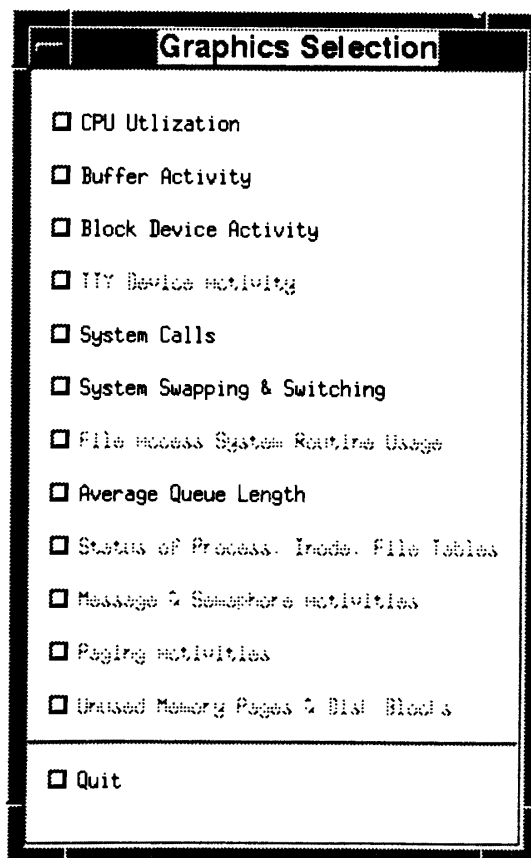 Graphics Selection
CPU Utlization
Buffer Activity
Block Device Activity
TTY Device Activity
System Calls
System Swapping & Switching
File Access System Routine Usage
Average Queue Length
Status of Process, Inode, File Tables
Message & Semaphore Activities
Paging Activities
Unused Memory Pages & Disk Blocks
Quit